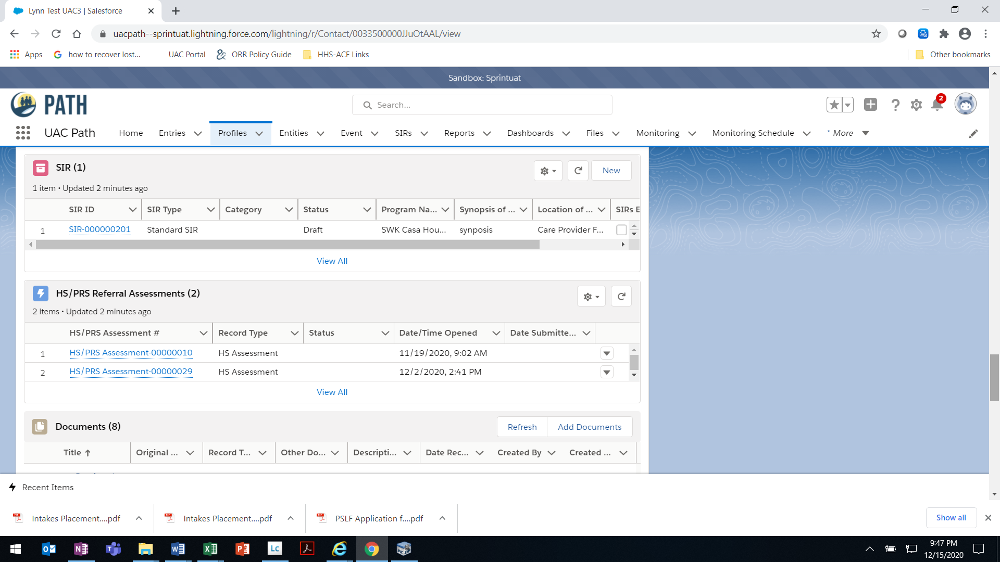 Lynn Test UAC3 | Salesforce
uacpath--sprintuat.lightning.force.com/lightning/r/Contact/0033500000JJuOtAAL/view
Apps how to recover lost... UAC Portal ORR Policy Guide HHS-ACF Links Other bookmarks
Sandbox: Sprintuat
PATH Search... 2
UAC Path Home Entries Profiles Entities Event SIRs Reports Dashboards Files Monitoring Monitoring Schedule * More
SIR (1)
New
1 item • Updated 2 minutes ago
SIR ID SIR Type Category Status Program Na... Synopsis of ... Location of ... SIRs E
1 SIR-000000201 Standard SIR Draft SWK Casa Hou... synposis Care Provider F...
View All
HS/PRS Referral Assessments (2)
2 items • Updated 2 minutes ago
HS/PRS Assessment # Record Type Status Date/Time Opened Date Submitte...
1 HS/PRS Assessment-00000010 HS Assessment 11/19/2020, 9:02 AM
2 HS/PRS Assessment-00000029 HS Assessment 12/2/2020, 2:41 PM
View All
Documents (8) Refresh Add Documents
Title Original ... Record T... Other Do... Descripti... Date Rec... Created By Created ...
Recent Items
Intakes Placement....pdf Intakes Placement....pdf PSLF Application f....pdf Show all
9:47 PM
12/15/2020